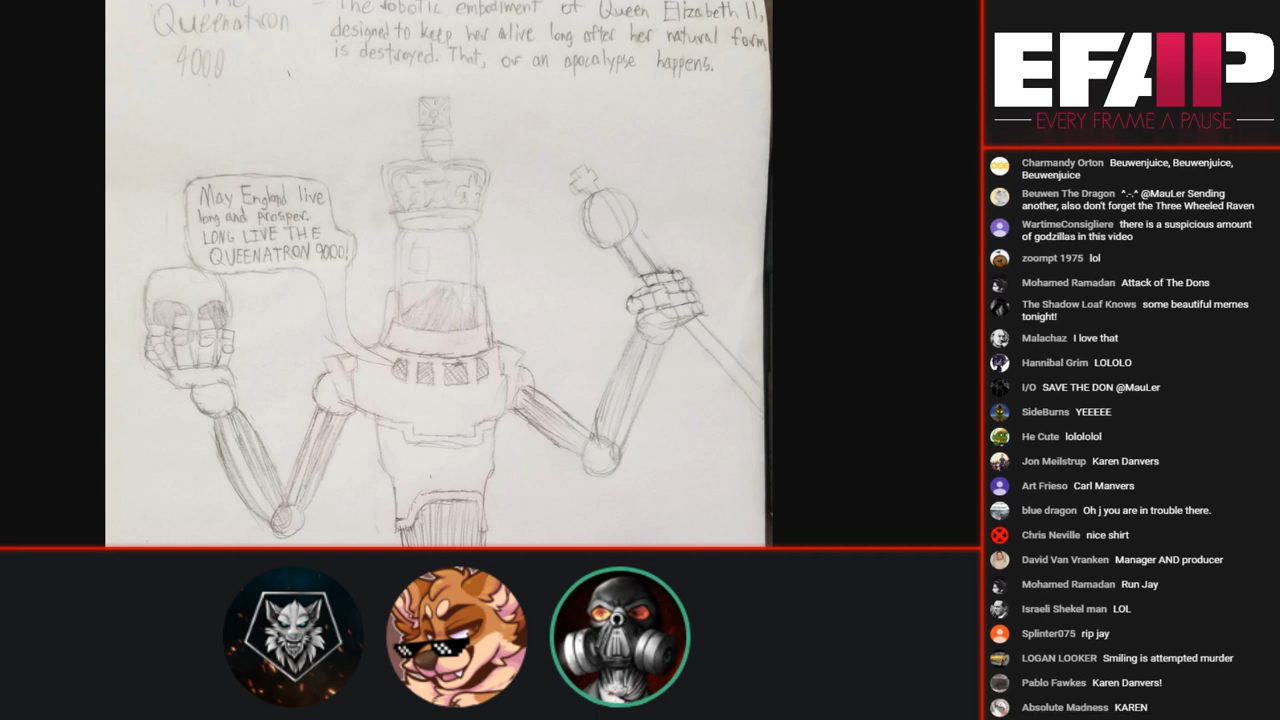 The
Queenatron
9000
- The robotic embodiment of Queen Elizabeth II,
designed to keep her alive long after her natural form
is destroyed. That, or an apocalypse happens.
May England live
long and prosper.
LONG LIVE THE
QUEENATRON 9000!
EFAP
EVERY FRAME A PAUSE
Charmandy Orton Beuwenjuice, Beuwenjuice,
Beuwenjuice
Beuwen The Dragon ^.-.^ @MauLer Sending
another, also don't forget the Three Wheeled Raven
WartimeConsigliere there is a suspicious amount
of godzillas in this video
zoompt 1975 lol
Mohamed Ramadan Attack of The Dons
The Shadow Loaf Knows some beautiful memes
tonight!
Malachaz I love that
Hannibal Grim LOLOLO
I/O SAVE THE DON @MauLer
SideBurns YEEEEE
He Cute lolololol
Jon Meilstrup Karen Danvers
Art Frieso Carl Manvers
blue dragon Oh j you are in trouble there.
Chris Neville nice shirt
David Van Vranken Manager AND producer
Mohamed Ramadan Run Jay
Israeli Shekel man LOL
Splinter075 rip jay
LOGAN LOOKER Smiling is attempted murder
Pablo Fawkes Karen Danvers!
Absolute Madness KAREN